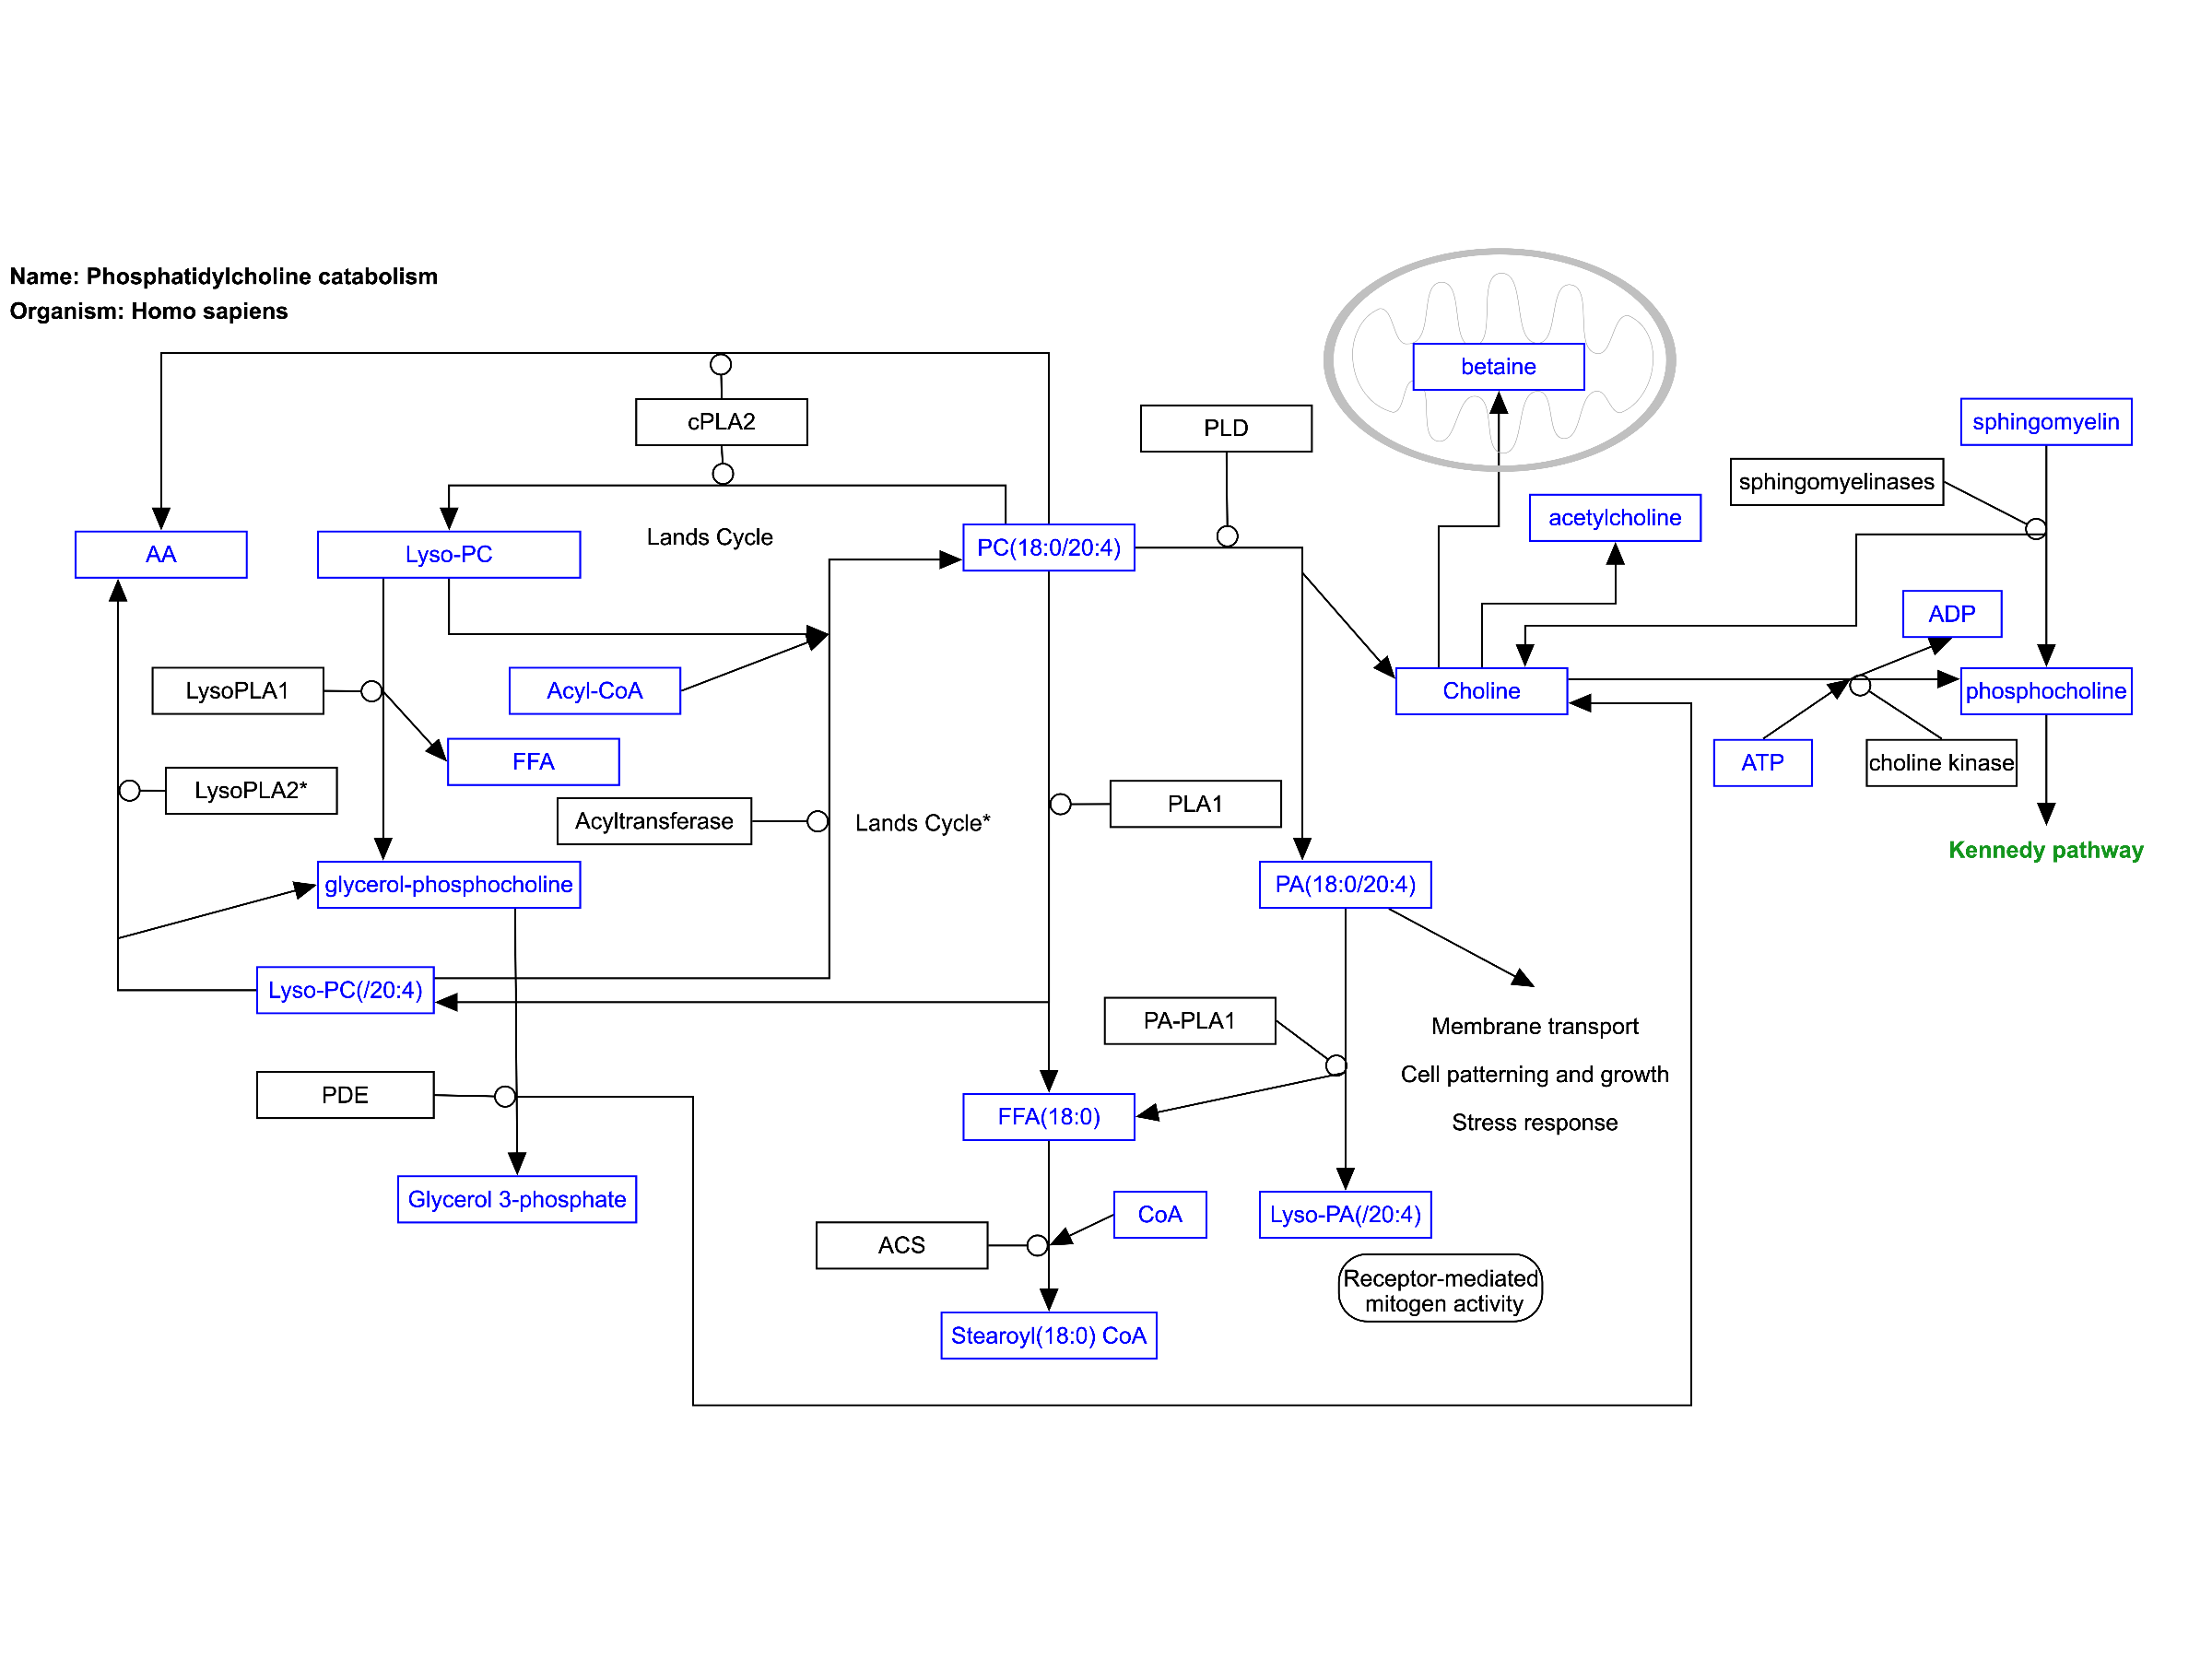 Name: Phosphatidylcholine catabolism
Organism: Homo sapiens
betaine
cPLA2
PLD
sphingomyelin
sphingomyelinases
acetylcholine
Lands Cycle
AA
Lyso-PC
PC(18:0/20:4)
ADP
LysoPLA1
Acyl-CoA
Choline
phosphocholine
FFA
ATP
choline kinase
LysoPLA2*
PLA1
Acyltransferase
Lands Cycle*
Kennedy pathway
glycerol-phosphocholine
PA(18:0/20:4)
Lyso-PC(/20:4)
PA-PLA1
Membrane transport
Cell patterning and growth
PDE
FFA(18:0)
Stress response
Glycerol 3-phosphate
CoA
Lyso-PA(/20:4)
ACS
Receptor-mediated
mitogen activity
Stearoyl(18:0) CoA